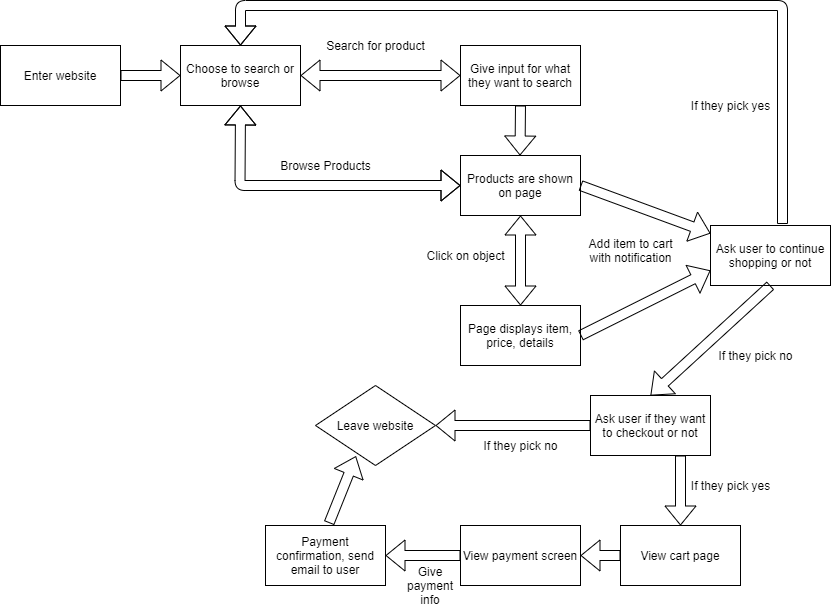 Search for product
Enter website
Choose to search or
browse
Give input for what
they want to search
If they pick yes
Browse Products
Products are shown
on page
Click on object
Add item to cart
with notification
Ask user to continue
shopping or not
Page displays item,
price, details
If they pick no
Leave website
Ask user if they want
to checkout or not
If they pick no
If they pick yes
Payment
confirmation, send
email to user
View payment screen
View cart page
Give
payment
info